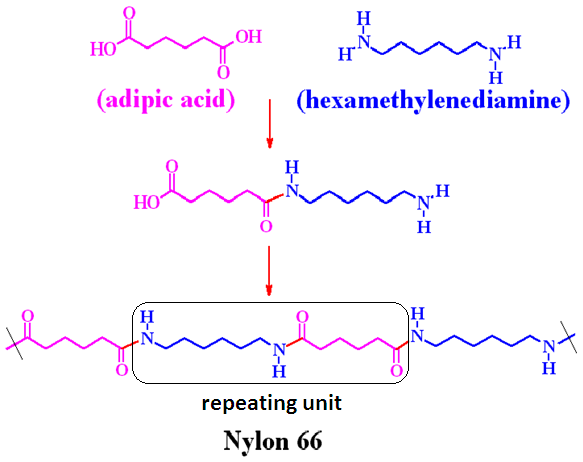 O
HO
OH
O
H
H
N
H
N
H
(adipic acid)
(hexamethylenediamine)
O
HO
O
H
N
H
N
H
O
O
H
N
N
H
O
O
H
N
N
H
repeating unit
Nylon 66